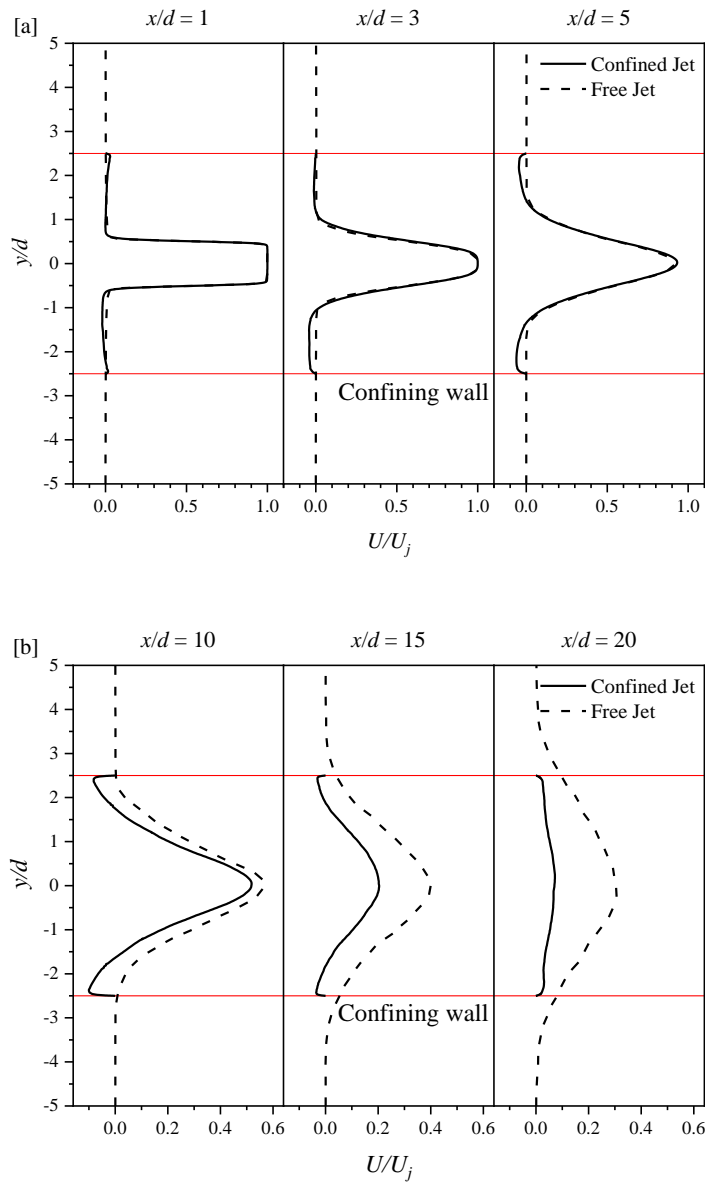 [a]
x/d = 1 x/d = 3 x/d = 5
5
4
3
2
1
0
-1
-2
-3
-4
-5
y/d
Confined Jet
Free Jet
Confining wall
0.0 0.5 1.0 0.0 0.5 1.0 0.0 0.5 1.0
U/Uj
[b]
x/d = 10 x/d = 15 x/d = 20
5
4
3
2
1
0
-1
-2
-3
-4
-5
y/d
Confined Jet
Free Jet
Confining wall
0.0 0.2 0.4 0.6 0.0 0.2 0.4 0.6 0.0 0.2 0.4 0.6
U/Uj